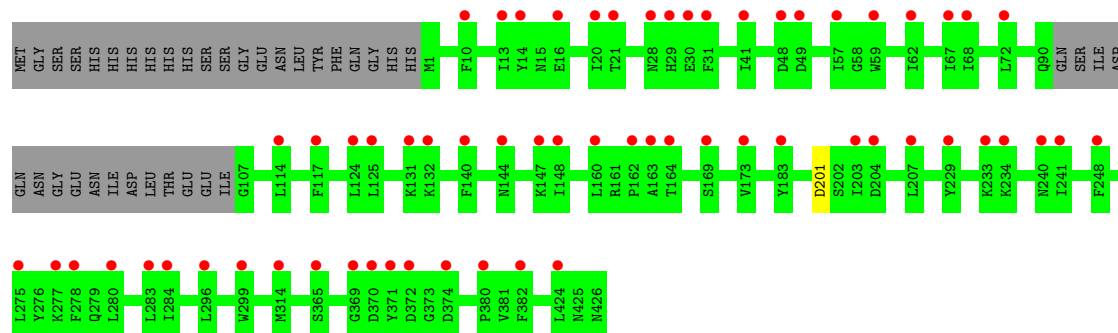 MET GLY SER SER HIS HIS HIS HIS HIS HIS SER SER GLY GLU ASN LEU TYR PHE GLN GLY HIS HIS M1 F10 I13 Y14 N15 E16 I20 T21 N28 H29 E30 F31 I41 D48 D49 I57 G58 W59 I62 I67 I68 L72 Q90 GLN SER ILE ASP
GLN ASN GLY GLU ASN ILE ASP LEU THR GLU GLU ILE G107 L114 F117 L124 L125 K131 K132 F140 N144 K147 I148 L160 R161 P162 A163 T164 S169 V173 Y183 D201 S202 I203 D204 L207 Y229 K233 K234 N240 I241 F248
L275 Y276 K277 F278 Q279 L280 L283 I284 L296 W299 M314 S365 G369 D370 Y371 D372 G373 D374 P380 V381 F382 L424 N425 N426